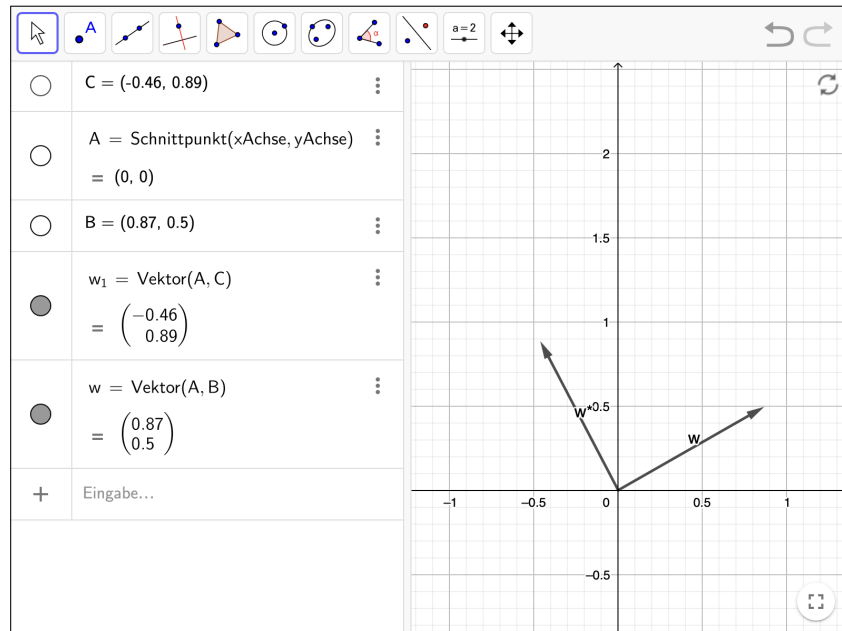 A
α
a=2
C = (-0.46, 0.89)
A = Schnittpunkt(xAchse, yAchse)
= (0, 0)
B = (0.87, 0.5)
w₁ = Vektor(A, C)
= (−0.46
0.89)
w = Vektor(A, B)
= (0.87
0.5)
+ Eingabe...
2
1.5
1
0.5
w*
w
−1
−0.5
0
0.5
1
−0.5